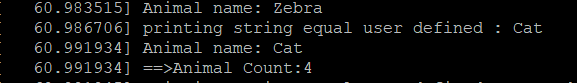 [   60.983515] Animal name: Zebra
[   60.986706] printing string equal user defined : Cat
[   60.991934] Animal name: Cat
[   60.991934] ==>Animal Count:4